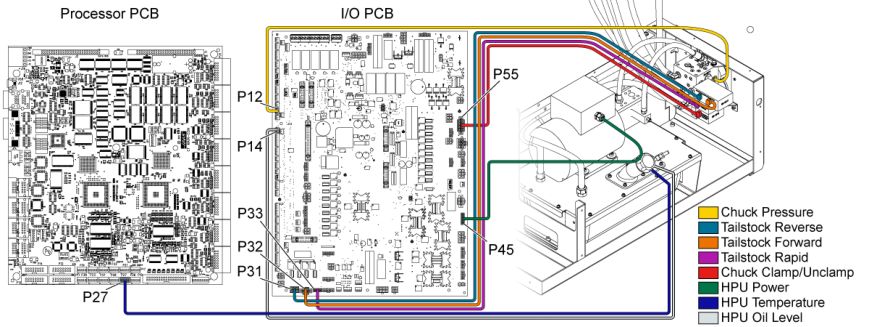 Processor PCB
I/O PCB
P12
P55
P14
P33
P32
P31
P45
P27
Chuck Pressure
Tailstock Reverse
Tailstock Forward
Tailstock Rapid
Chuck Clamp/Unclamp
HPU Power
HPU Temperature
HPU Oil Level